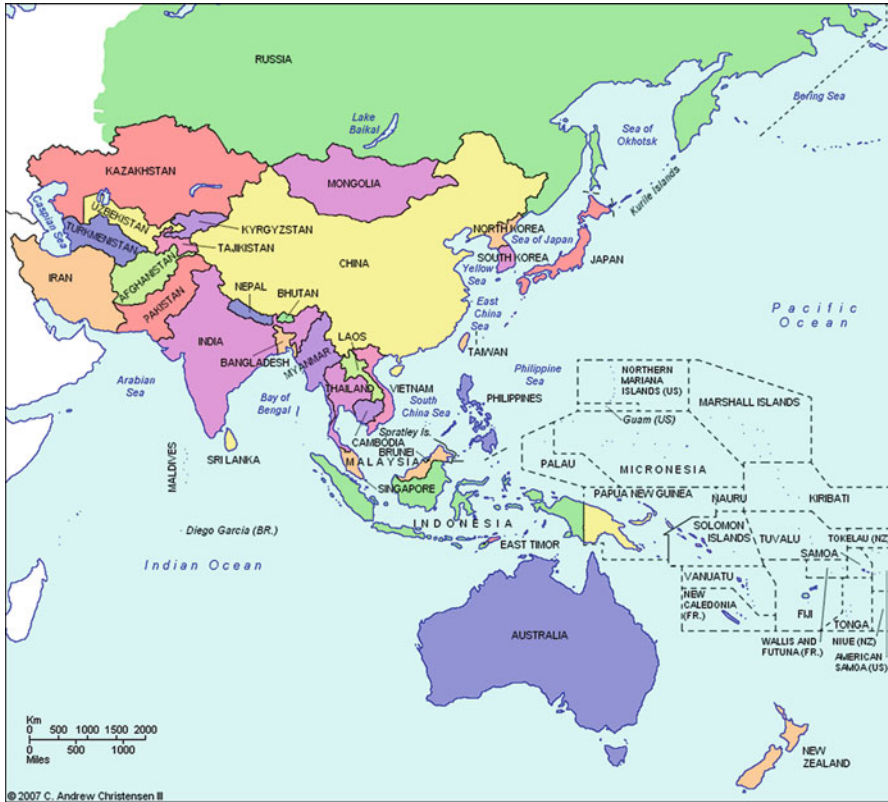 RUSSIA
Bering Sea
Lake
Baikal
Sea of
Okhotsk
KAZAKHSTAN
MONGOLIA
Kurile Islands
Caspian Sea
UZBEKISTAN
TURKMENISTAN
KYRGYZSTAN
TAJIKISTAN
NORTH KOREA
Sea of Japan
SOUTH KOREA
JAPAN
Yellow
Sea
CHINA
IRAN
AFGHANISTAN
PAKISTAN
NEPAL
BHUTAN
East
China
Sea
Pacific
Ocean
INDIA
BANGLADESH
MYANMAR
LAOS
TAIWAN
Arabian
Sea
Bay of
Bengal
THAILAND
VIETNAM
South
China Sea
Philippine
Sea
PHILIPPINES
NORTHERN
MARIANA
ISLANDS (US)
Guam (US)
MARSHALL ISLANDS
CAMBODIA
Spratley Is.
BRUNEI
MALAYSIA
MALDIVES
SRI LANKA
SINGAPORE
PALAU
MICRONESIA
PAPUA NEW GUINEA
NAURU
KIRIBATI
Diego Garcia (BR.)
INDONESIA
EAST TIMOR
SOLOMON
ISLANDS
TUVALU
TOKELAU (NZ)
SAMOA
Indian Ocean
VANUATU
NEW
CALEDONIA
(FR.)
FIJI
TONGA
WALLIS AND
FUTUNA (FR.)
NIUE (NZ)
AMERICAN
SAMOA (US)
AUSTRALIA
NEW
ZEALAND
Km
0 500 1000 1500 2000
0 500 1000
Miles
© 2007 C. Andrew Christensen III